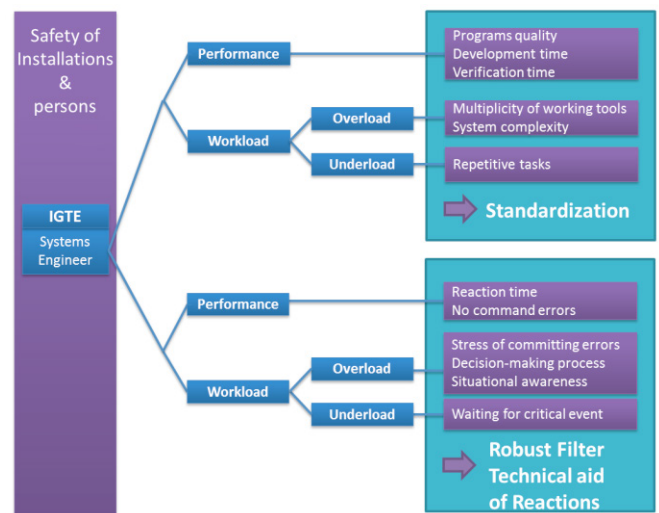 Safety of
Installations
&
persons
IGTE
Systems
Engineer
Performance
Programs quality
Development time
Verification time
Workload
Overload
Multiplicity of working tools
System complexity
Underload
Repetitive tasks
Standardization
Performance
Reaction time
No command errors
Workload
Overload
Stress of committing errors
Decision-making process
Situational awareness
Underload
Waiting for critical event
Robust Filter
Technical aid
of Reactions